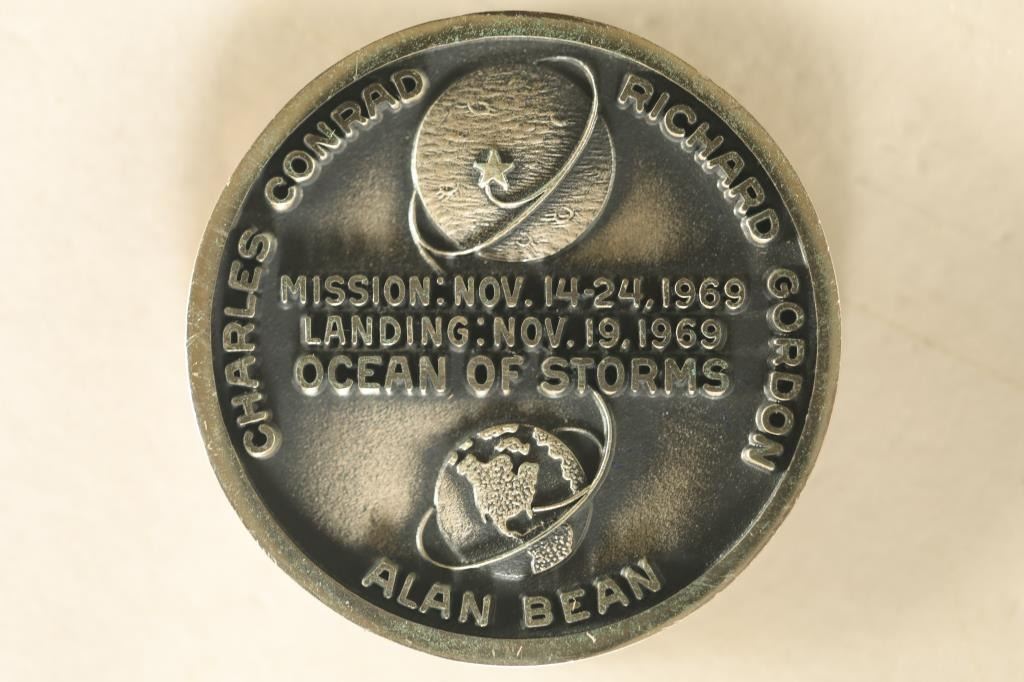 CHARLES CONRAD
RICHARD GORDON
MISSION: NOV. 14-24, 1969
LANDING: NOV. 19, 1969
OCEAN OF STORMS
ALAN BEAN